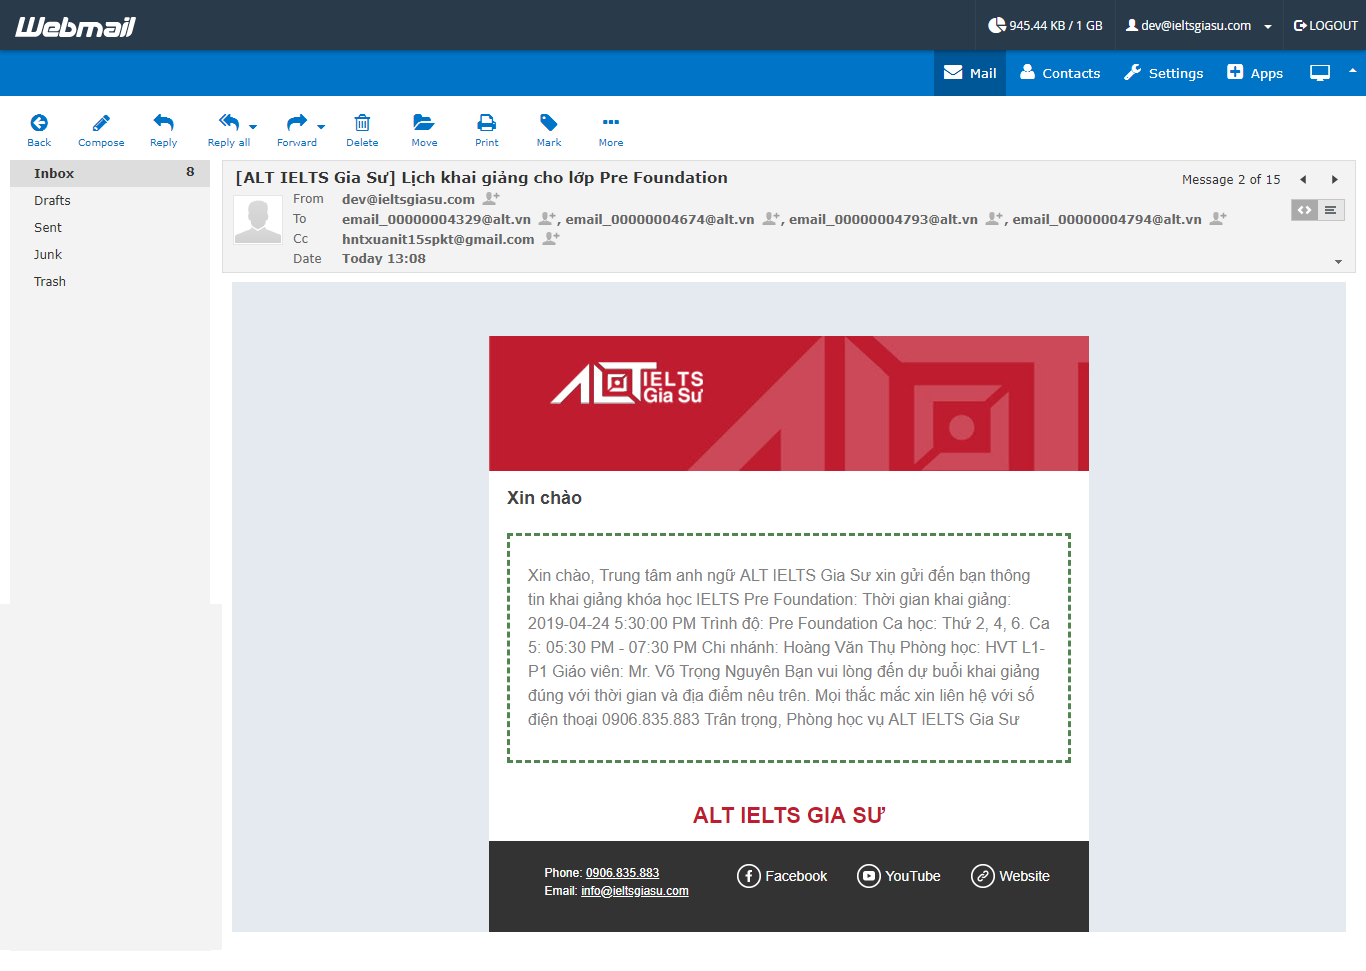 Webmail
945.44 KB / 1 GB
dev@ieltsgiasu.com
LOGOUT
Mail
Contacts
Settings
Apps
Back
Compose
Reply
Reply all
Forward
Delete
Move
Print
Mark
More
Inbox 8
Drafts
Sent
Junk
Trash
[ALT IELTS Gia Sư] Lịch khai giảng cho lớp Pre Foundation
Message 2 of 15
From dev@ieltsgiasu.com
To email_00000004329@alt.vn , email_00000004674@alt.vn , email_00000004793@alt.vn , email_00000004794@alt.vn
Cc hntxuanit15spkt@gmail.com
Date Today 13:08
ALT IELTS
Gia Sư
Xin chào
Xin chào, Trung tâm anh ngữ ALT IELTS Gia Sư xin gửi đến bạn thông
tin khai giảng khóa học IELTS Pre Foundation: Thời gian khai giảng:
2019-04-24 5:30:00 PM Trình độ: Pre Foundation Ca học: Thứ 2, 4, 6. Ca
5: 05:30 PM - 07:30 PM Chi nhánh: Hoàng Văn Thụ Phòng học: HVT L1-
P1 Giáo viên: Mr. Võ Trọng Nguyên Bạn vui lòng đến dự buổi khai giảng
đúng với thời gian và địa điểm nêu trên. Mọi thắc mắc xin liên hệ với số
điện thoại 0906.835.883 Trân trọng, Phòng học vụ ALT IELTS Gia Sư
ALT IELTS GIA SƯ
Phone: 0906.835.883
Email: info@ieltsgiasu.com
Facebook
YouTube
Website